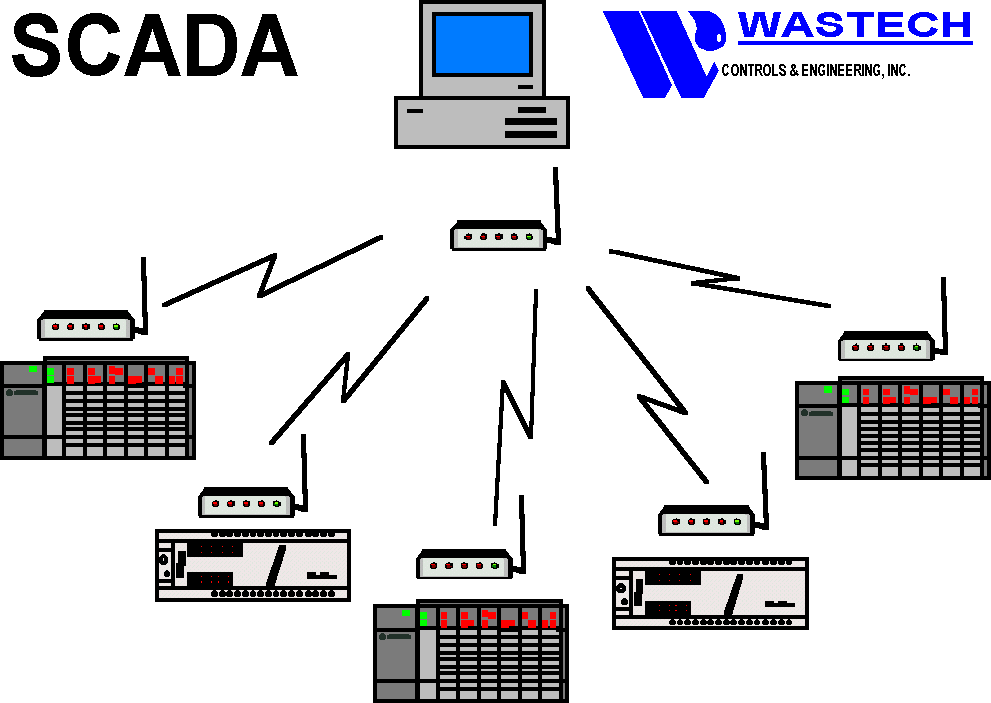 SCADA
WASTECH
CONTROLS & ENGINEERING, INC.